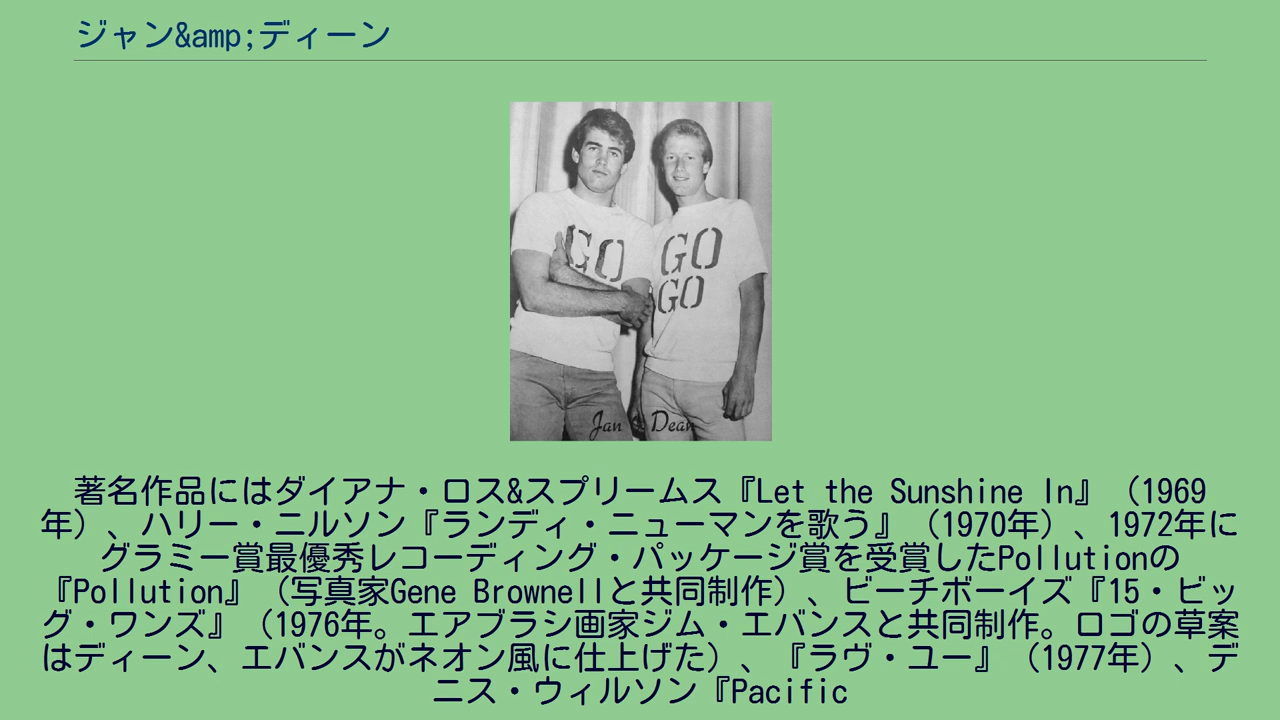 ジャン&amp;ディーン
GO GO
GO
Jan & Dean
著名作品にはダイアナ・ロス&スプリームス『Let the Sunshine In』（1969
年）、ハリー・ニルソン『ランディ・ニューマンを歌う』（1970年）、1972年に
グラミー賞最優秀レコーディング・パッケージ賞を受賞したPollutionの
『Pollution』（写真家Gene Brownellと共同制作）、ビーチボーイズ『15・ビッ
グ・ワンズ』（1976年。エアブラシ画家ジム・エバンスと共同制作。ロゴの草案
はディーン、エバンスがネオン風に仕上げた）、『ラヴ・ユー』（1977年）、デ
ニス・ウィルソン『Pacific